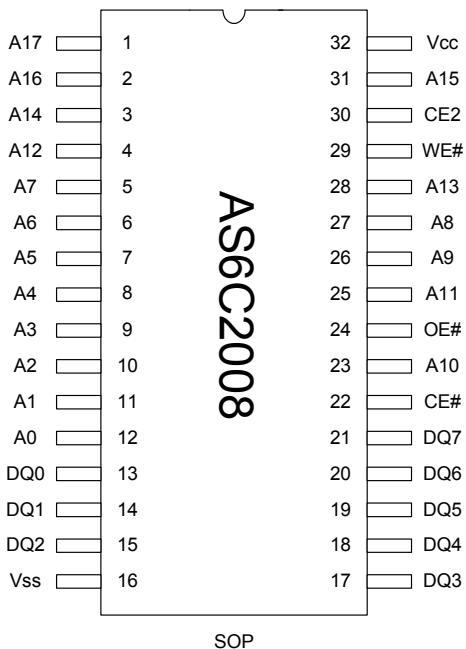 A17 1 32 Vcc
A16 2 31 A15
A14 3 30 CE2
A12 4 29 WE#
A7 5 28 A13
A6 6 27 A8
A5 7 26 A9
A4 8 25 A11
A3 9 24 OE#
A2 10 23 A10
A1 11 22 CE#
A0 12 21 DQ7
DQ0 13 20 DQ6
DQ1 14 19 DQ5
DQ2 15 18 DQ4
Vss 16 17 DQ3
AS6C2008
SOP